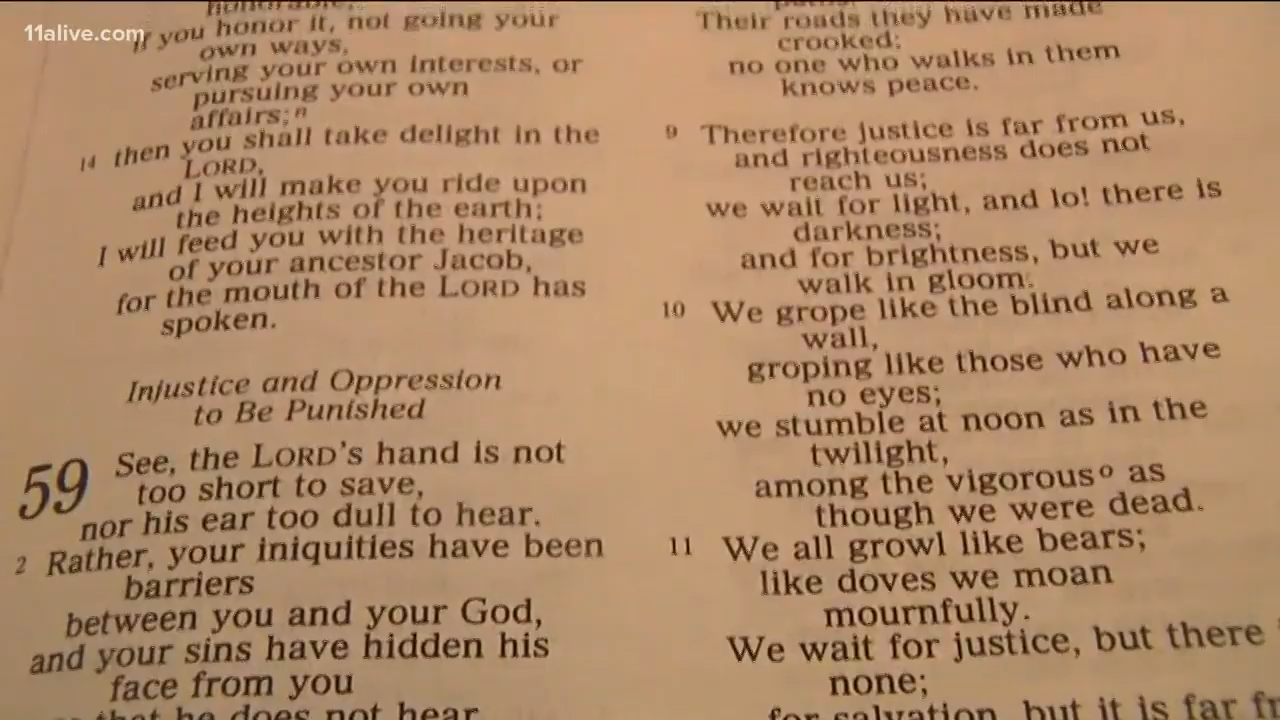 11alive.com
honorable;
if you honor it, not going your
own ways,
serving your own interests, or
pursuing your own
affairs;n
14 then you shall take delight in the
LORD,
and I will make you ride upon
the heights of the earth;
I will feed you with the heritage
of your ancestor Jacob,
for the mouth of the LORD has
spoken.
Injustice and Oppression
to Be Punished
59 See, the LORD's hand is not
too short to save,
nor his ear too dull to hear.
2 Rather, your iniquities have been
barriers
between you and your God,
and your sins have hidden his
face from you
that he does not hear
Their roads they have made
crooked;
no one who walks in them
knows peace.
9 Therefore justice is far from us,
and righteousness does not
reach us;
we wait for light, and lo! there is
darkness;
and for brightness, but we
walk in gloom.
10 We grope like the blind along a
wall,
groping like those who have
no eyes;
we stumble at noon as in the
twilight,
among the vigorouso as
though we were dead.
11 We all growl like bears;
like doves we moan
mournfully.
We wait for justice, but there
none;
for salvation, but it is far